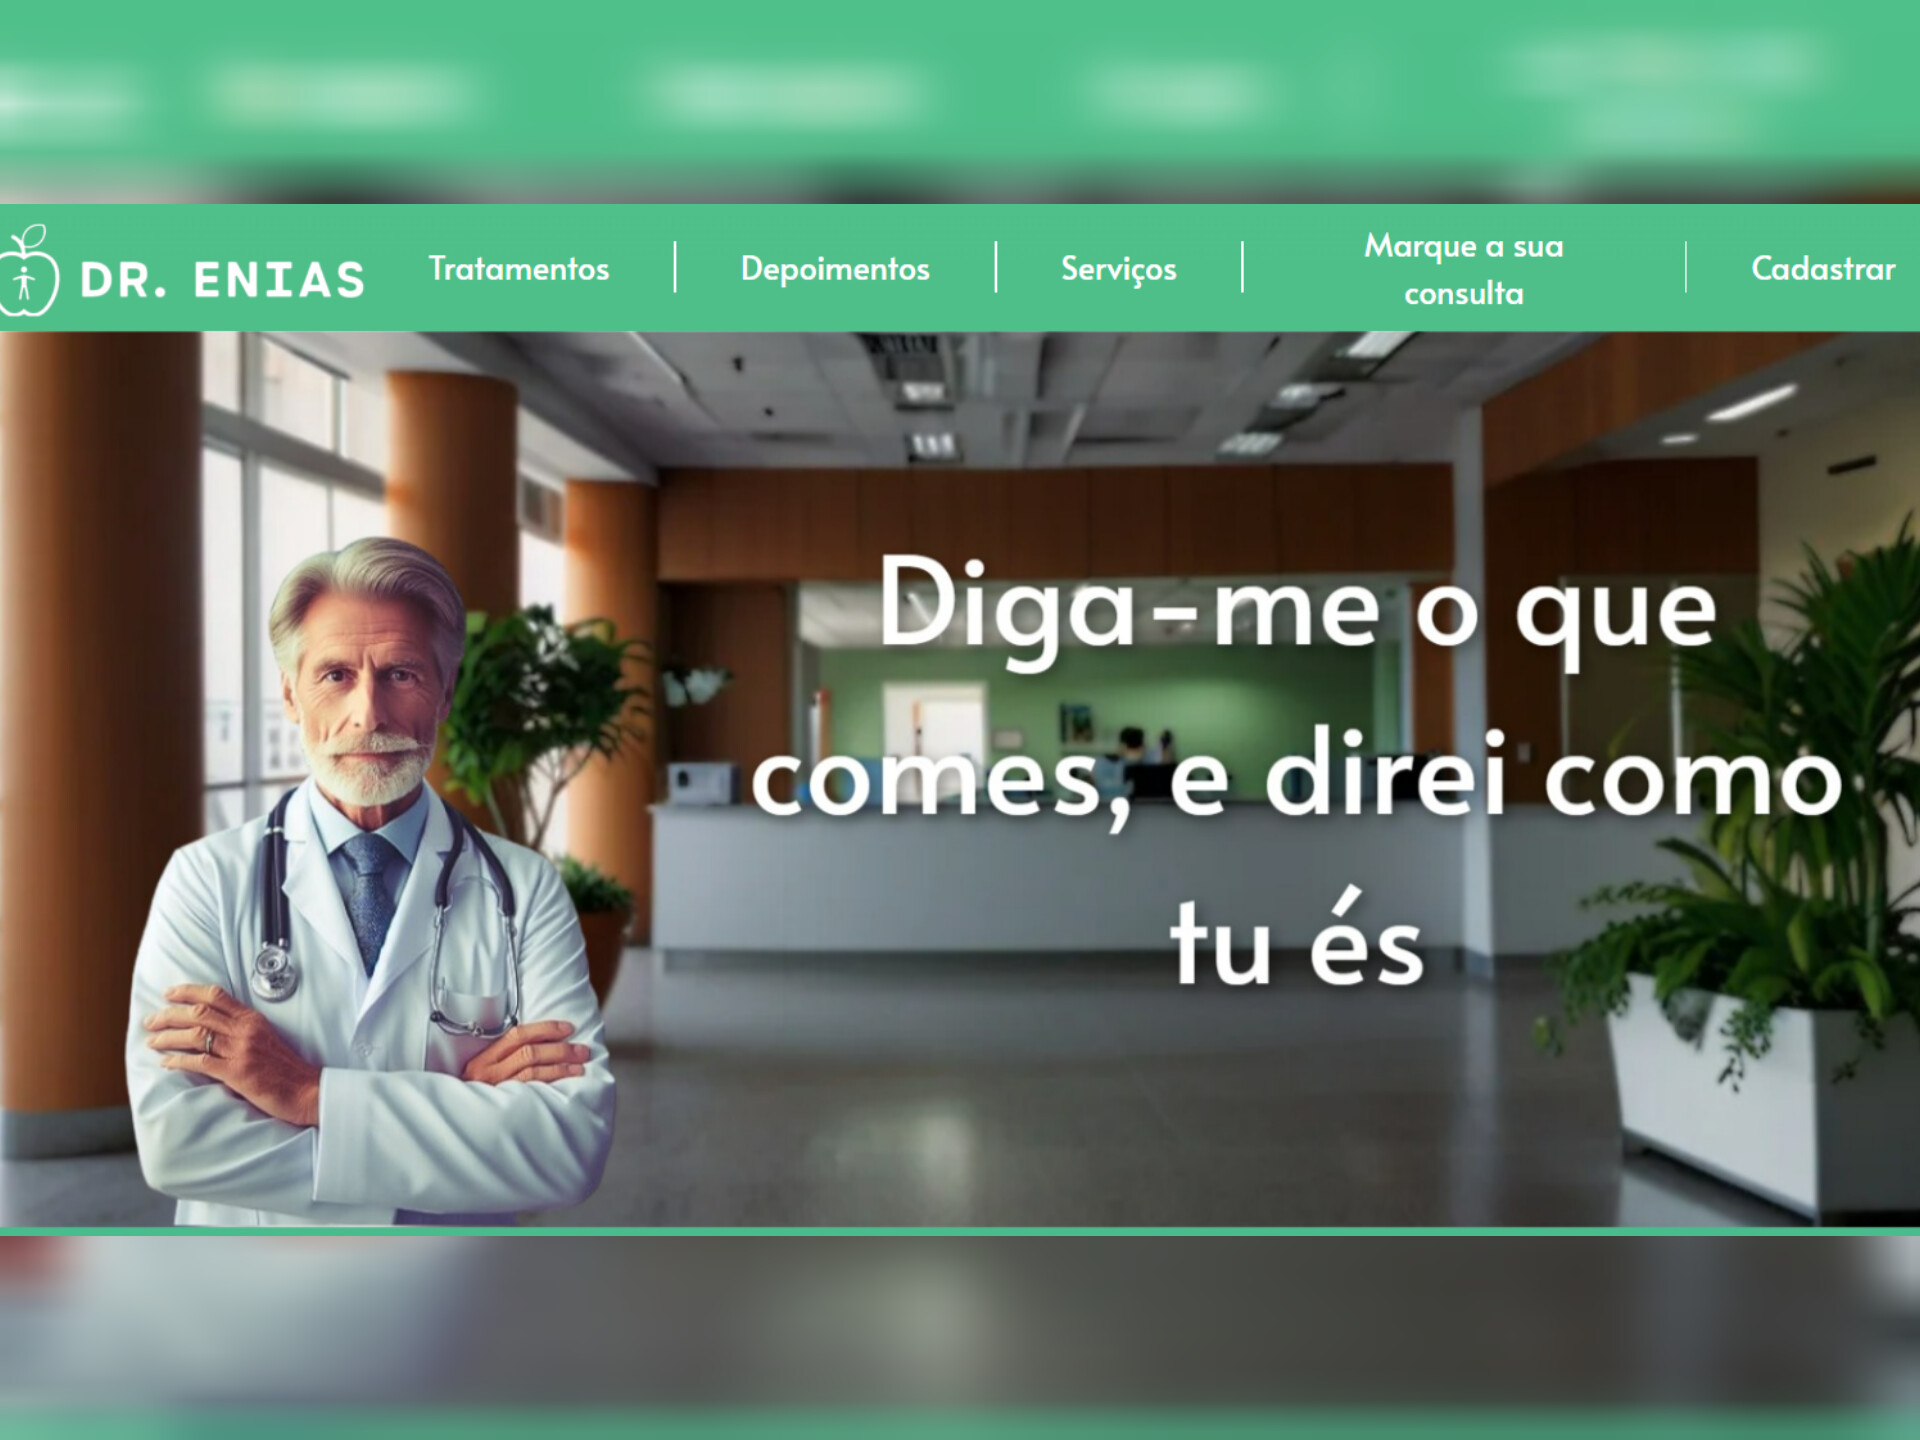 DR. ENIAS
Tratamentos
Depoimentos
Serviços
Marque a sua
consulta
Cadastrar
Diga-me o que
comes, e direi como
tu és